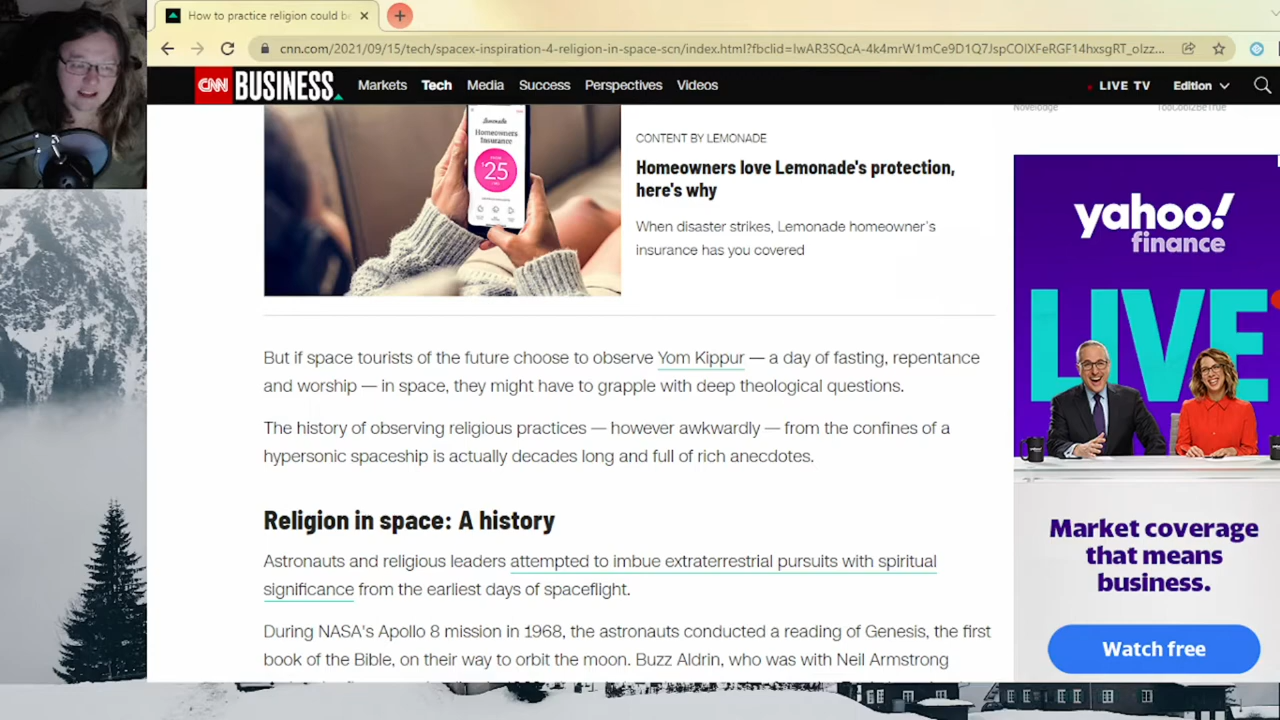 How to practice religion could be
cnn.com/2021/09/15/tech/spacex-inspiration-4-religion-in-space-scn/index.html?fbclid=IwAR3SQcA-4k4mrW1mCe9D1Q7JspCOlXFeRGF14hxsgRT_olzz...
CNN BUSINESS Markets Tech Media Success Perspectives Videos LIVE TV Edition
Novelodge TooCool2BeTrue
Lemonade
Homeowners
Insurance
$25
CONTENT BY LEMONADE
Homeowners love Lemonade's protection,
here's why
When disaster strikes, Lemonade homeowner's
insurance has you covered
But if space tourists of the future choose to observe Yom Kippur — a day of fasting, repentance
and worship — in space, they might have to grapple with deep theological questions.
The history of observing religious practices — however awkwardly — from the confines of a
hypersonic spaceship is actually decades long and full of rich anecdotes.
Religion in space: A history
Astronauts and religious leaders attempted to imbue extraterrestrial pursuits with spiritual
significance from the earliest days of spaceflight.
During NASA's Apollo 8 mission in 1968, the astronauts conducted a reading of Genesis, the first
book of the Bible, on their way to orbit the moon. Buzz Aldrin, who was with Neil Armstrong
yahoo!
finance
LIVE
Market coverage
that means
business.
Watch free